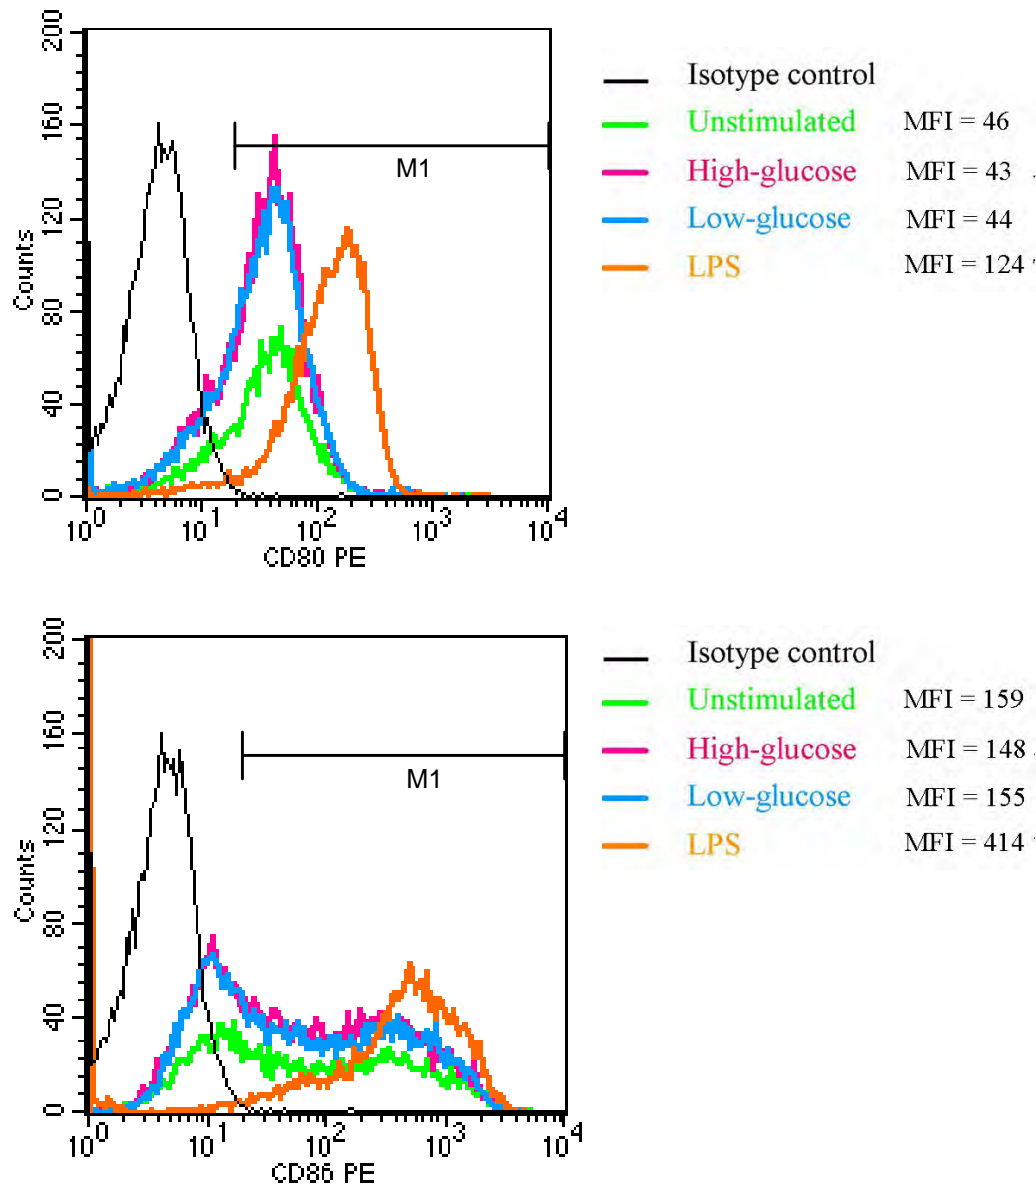 200
160
120
80
40
0
Counts
M1
10^0 10^1 10^2 10^3 10^4
CD80 PE
Isotype control
Unstimulated MFI = 46
High-glucose MFI = 43
Low-glucose MFI = 44
LPS MFI = 124
200
160
120
80
40
0
Counts
M1
10^0 10^1 10^2 10^3 10^4
CD86 PE
Isotype control
Unstimulated MFI = 159
High-glucose MFI = 148
Low-glucose MFI = 155
LPS MFI = 414